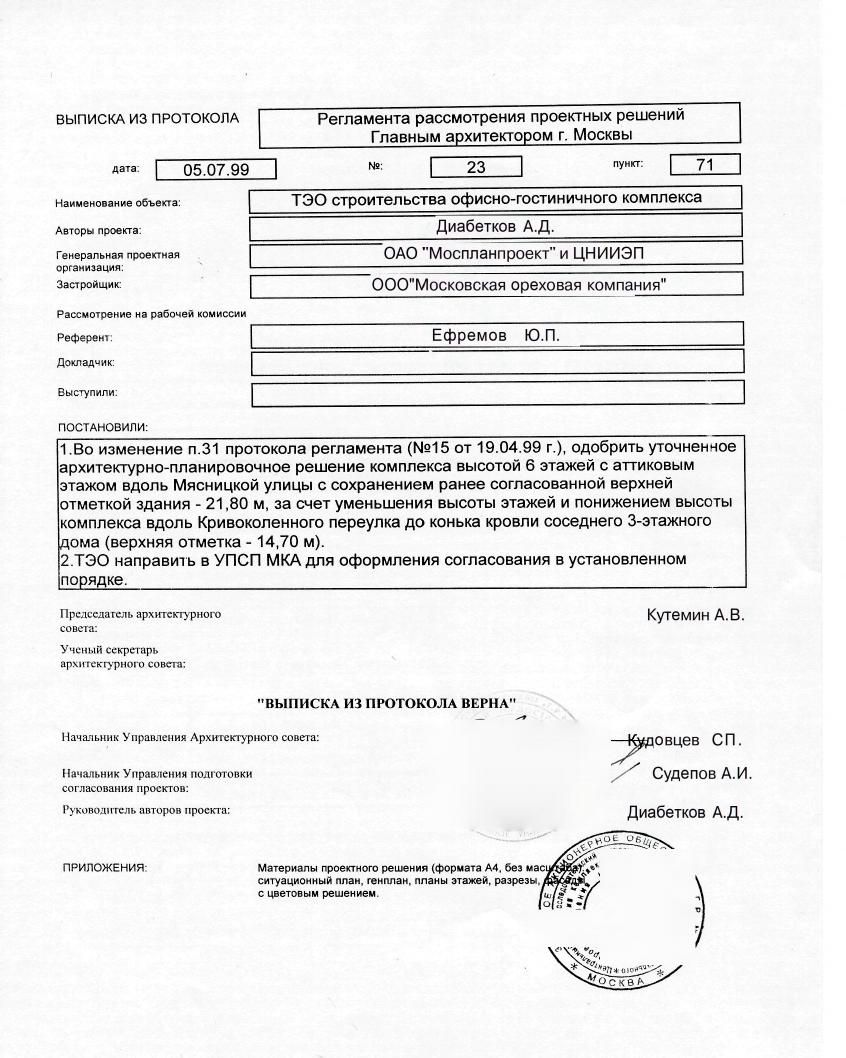 ВЫПИСКА ИЗ ПРОТОКОЛА
Регламента рассмотрения проектных решений
Главным архитектором г. Москвы
дата: 05.07.99 №: 23 пункт: 71
Наименование объекта: ТЭО строительства офисно-гостиничного комплекса
Авторы проекта: Диабетков А.Д.
Генеральная проектная
организация: ОАО "Моспланпроект" и ЦНИИЭП
Застройщик: ООО"Московская ореховая компания"
Рассмотрение на рабочей комиссии
Референт: Ефремов Ю.П.
Докладчик:
Выступили:
ПОСТАНОВИЛИ:
1.Во изменение п.31 протокола регламента (№15 от 19.04.99 г.), одобрить уточненное
архитектурно-планировочное решение комплекса высотой 6 этажей с аттиковым
этажом вдоль Мясницкой улицы с сохранением ранее согласованной верхней
отметкой здания - 21,80 м, за счет уменьшения высоты этажей и понижением высоты
комплекса вдоль Кривоколенного переулка до конька кровли соседнего 3-этажного
дома (верхняя отметка - 14,70 м).
2.ТЭО направить в УПСП МКА для оформления согласования в установленном
порядке.
Председатель архитектурного
совета: Кутемин А.В.
Ученый секретарь
архитектурного совета:
"ВЫПИСКА ИЗ ПРОТОКОЛА ВЕРНА"
Начальник Управления Архитектурного совета: Кудовцев СП.
Начальник Управления подготовки
согласования проектов: Судепов А.И.
Руководитель авторов проекта: Диабетков А.Д.
ПРИЛОЖЕНИЯ:
Материалы проектного решения (формата А4, без масштаба)
ситуационный план, генплан, планы этажей, разрезы,
с цветовым решением.
МОСКВА